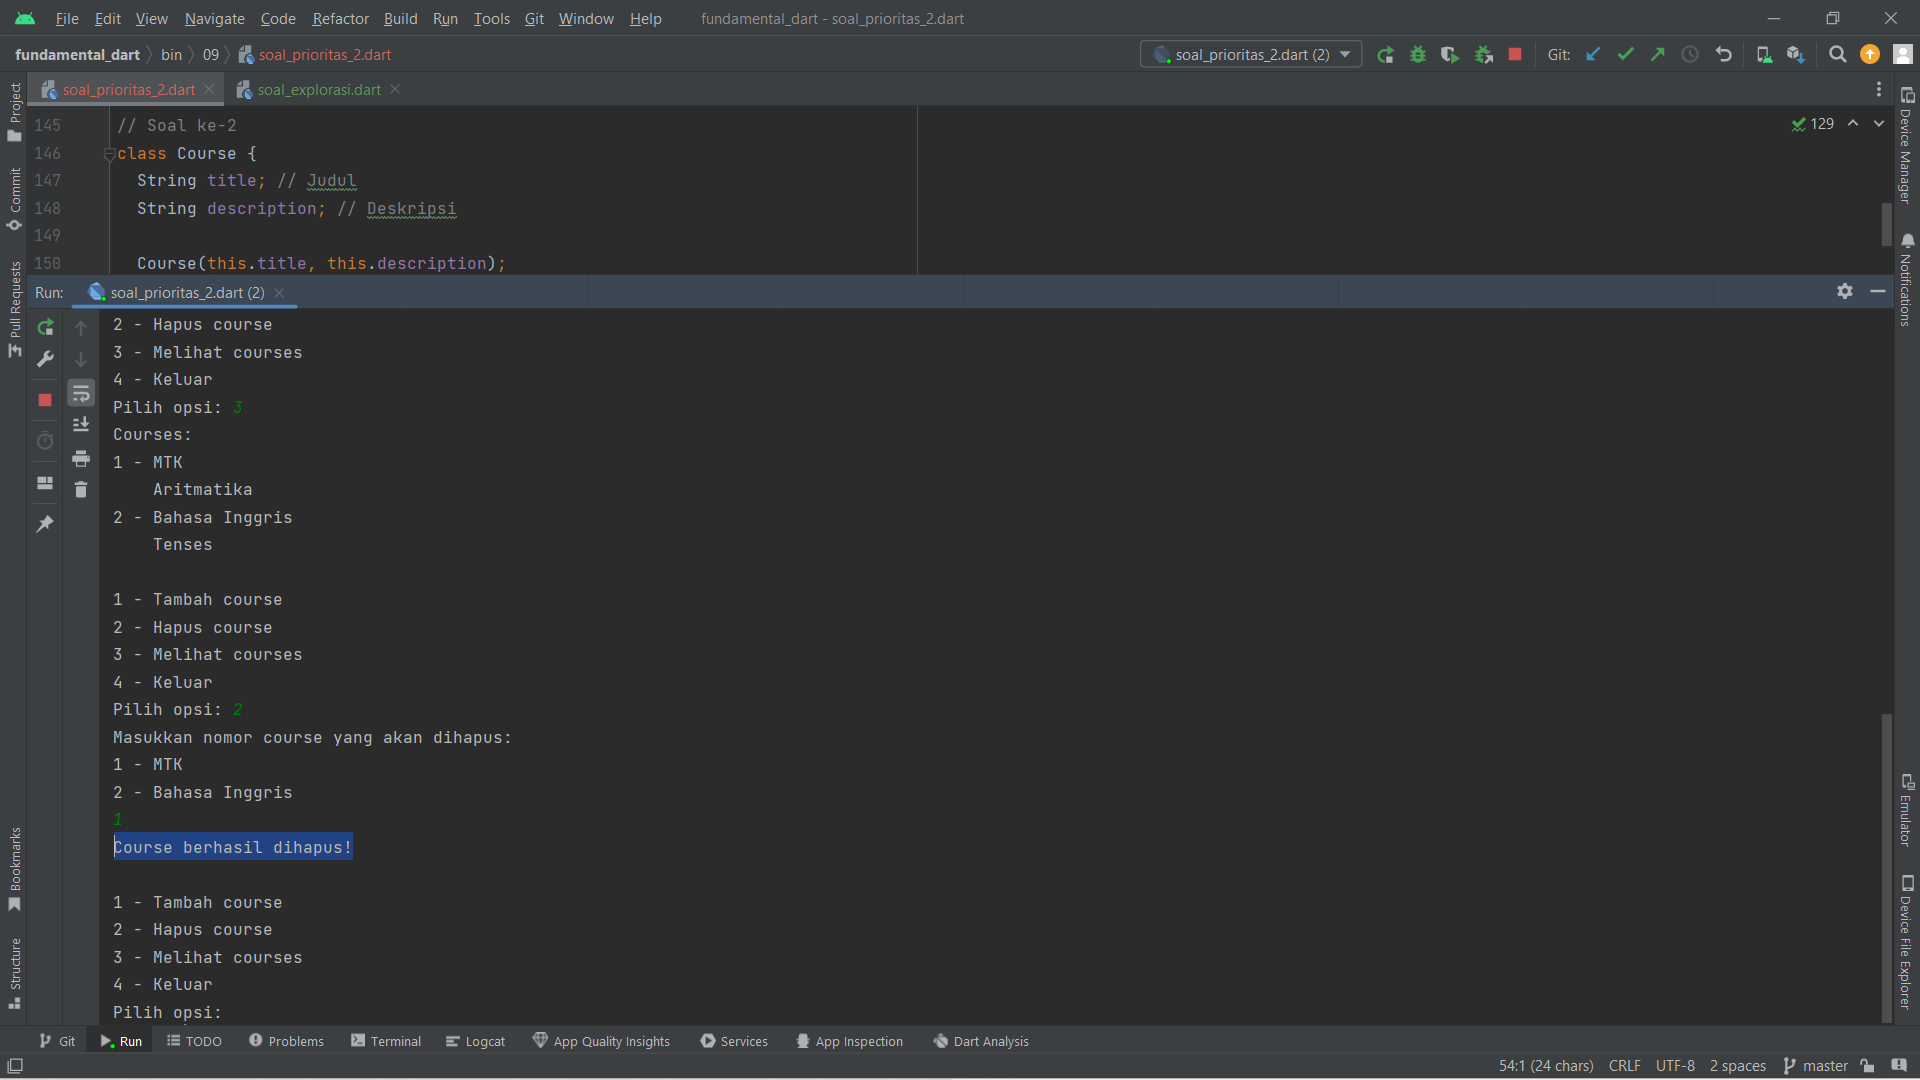 File Edit View Navigate Code Refactor Build Run Tools Git Window Help fundamental_dart - soal_prioritas_2.dart
fundamental_dart bin 09 soal_prioritas_2.dart soal_prioritas_2.dart (2) Git:
soal_prioritas_2.dart soal_explorasi.dart
145 // Soal ke-2
129
146 class Course {
147 String title; // Judul
148 String description; // Deskripsi
149
150 Course(this.title, this.description);
Run: soal_prioritas_2.dart (2)
2 - Hapus course
3 - Melihat courses
4 - Keluar
Pilih opsi: 3
Courses:
1 - MTK
Aritmatika
2 - Bahasa Inggris
Tenses
1 - Tambah course
2 - Hapus course
3 - Melihat courses
4 - Keluar
Pilih opsi: 2
Masukkan nomor course yang akan dihapus:
1 - MTK
2 - Bahasa Inggris
1
Course berhasil dihapus!
1 - Tambah course
2 - Hapus course
3 - Melihat courses
4 - Keluar
Pilih opsi:
Project
Commit
Pull Requests
Bookmarks
Structure
Device Manager
Notifications
Emulator
Device File Explorer
Git Run TODO Problems Terminal Logcat App Quality Insights Services App Inspection Dart Analysis
54:1 (24 chars) CRLF UTF-8 2 spaces master